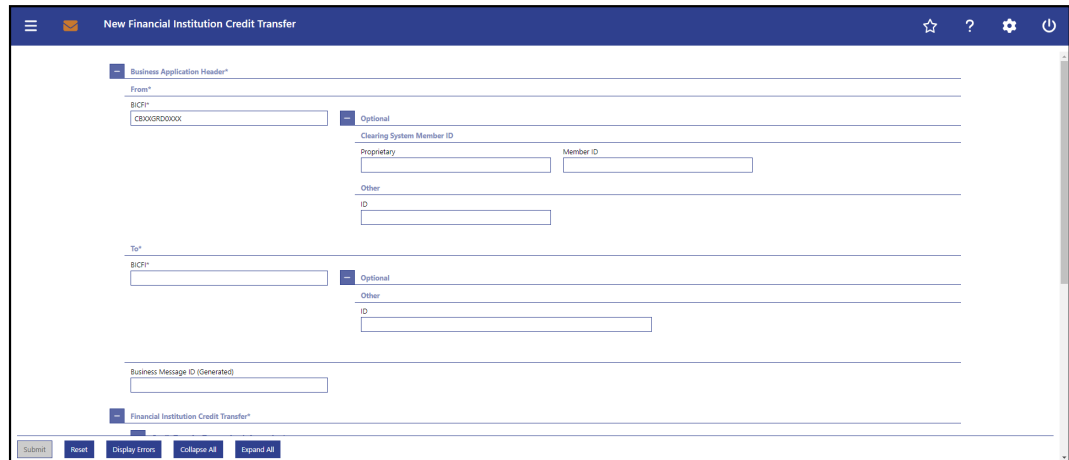 New Financial Institution Credit Transfer
?
Business Application Header*
From*
BICFI*
CBXXGRD0XXX
Optional
Clearing System Member ID
Proprietary Member ID
Other
ID
To*
BICFI*
Optional
Other
ID
Business Message ID (Generated)
Financial Institution Credit Transfer*
Submit Reset Display Errors Collapse All Expand All